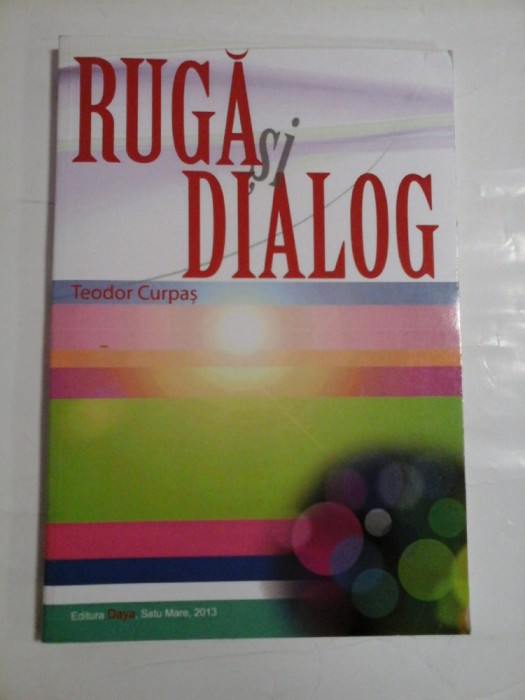 RUGĂ
și
DIALOG
Teodor Curpaș
Editura Daya, Satu Mare, 2013